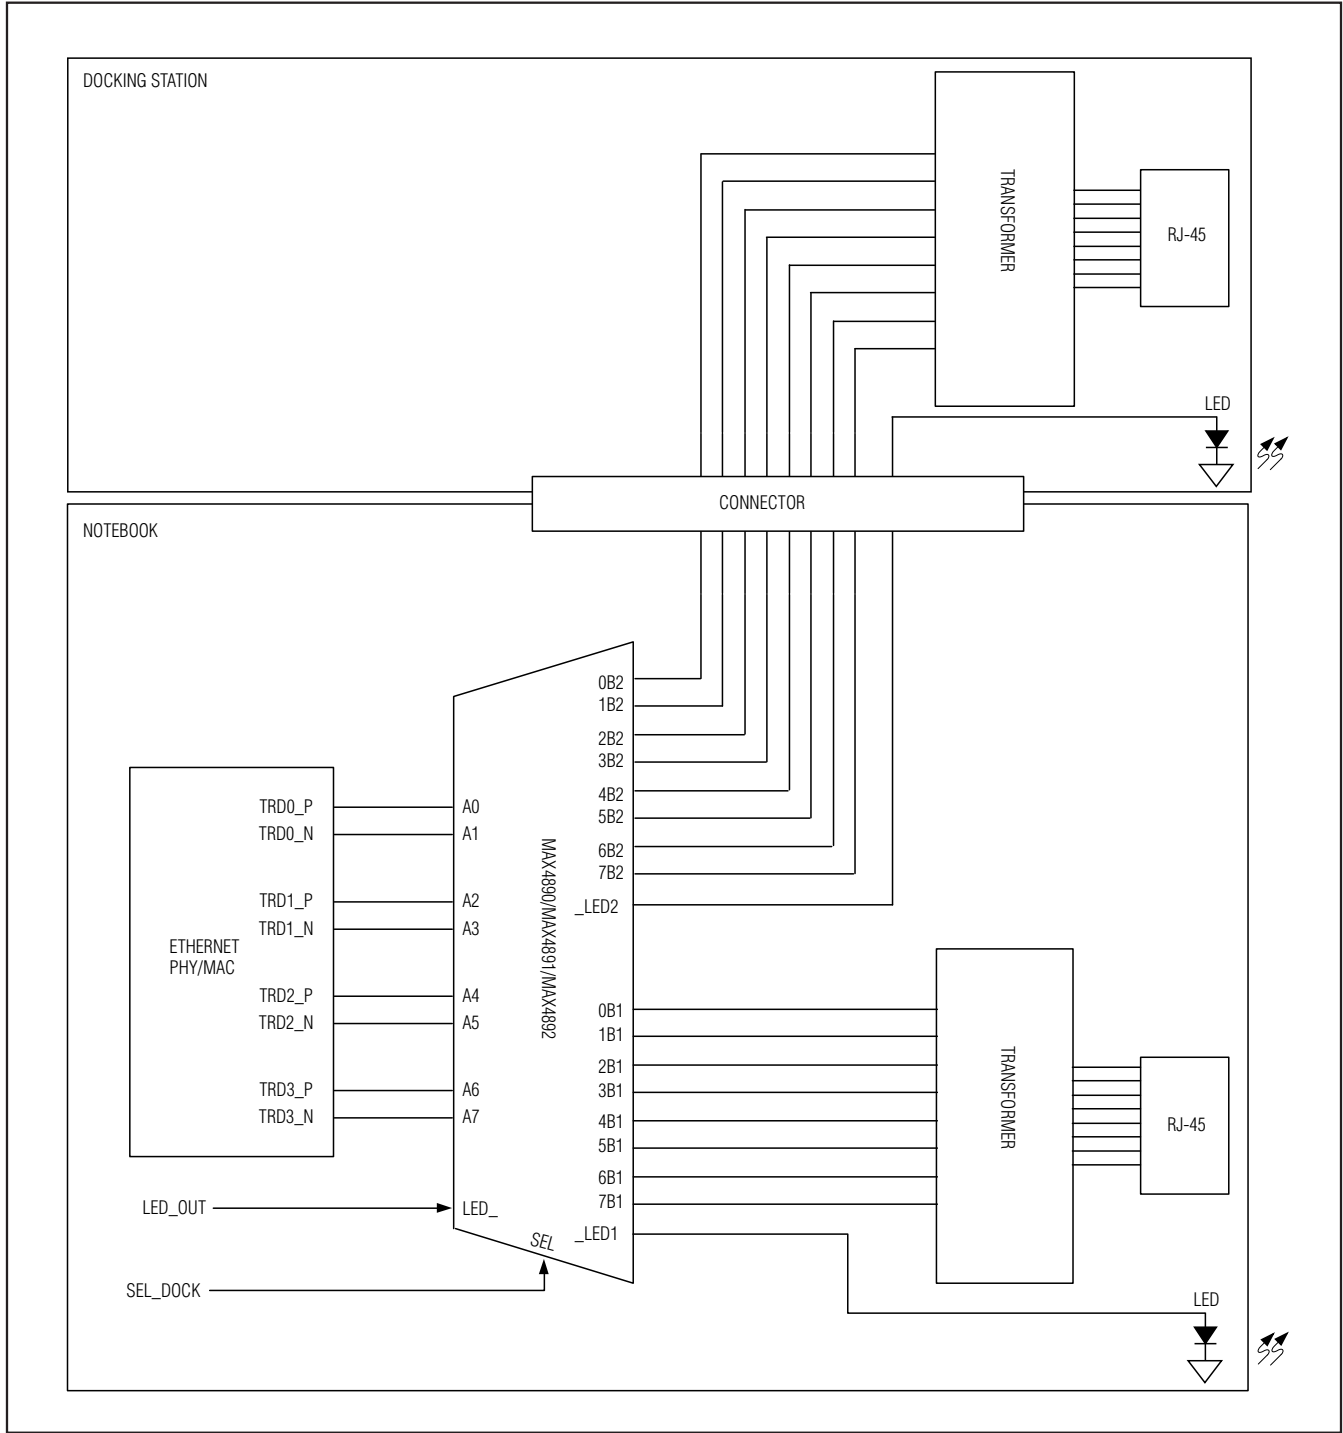 DOCKING STATION
TRANSFORMER
RJ-45
LED
CONNECTOR
NOTEBOOK
ETHERNET
PHY/MAC
TRD0_P
TRD0_N
TRD1_P
TRD1_N
TRD2_P
TRD2_N
TRD3_P
TRD3_N
LED_OUT
SEL_DOCK
A0
A1
A2
A3
A4
A5
A6
A7
LED_
SEL
MAX4890/MAX4891/MAX4892
0B2
1B2
2B2
3B2
4B2
5B2
6B2
7B2
_LED2
0B1
1B1
2B1
3B1
4B1
5B1
6B1
7B1
_LED1
TRANSFORMER
RJ-45
LED